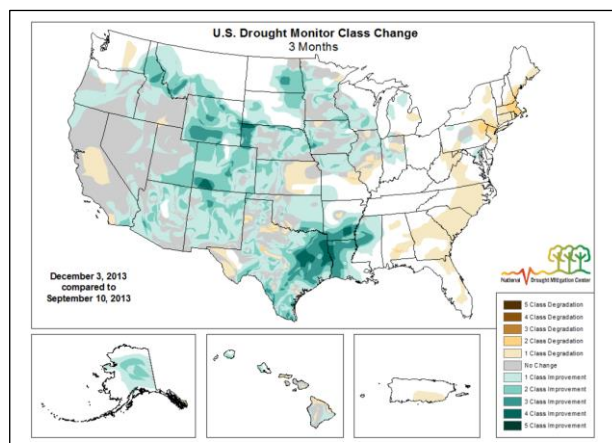 U.S. Drought Monitor Class Change
3 Months
December 3, 2013
compared to
September 10, 2013
National Drought Mitigation Center
5 Class Degradation
4 Class Degradation
3 Class Degradation
2 Class Degradation
1 Class Degradation
No Change
1 Class Improvement
2 Class Improvement
3 Class Improvement
4 Class Improvement
5 Class Improvement